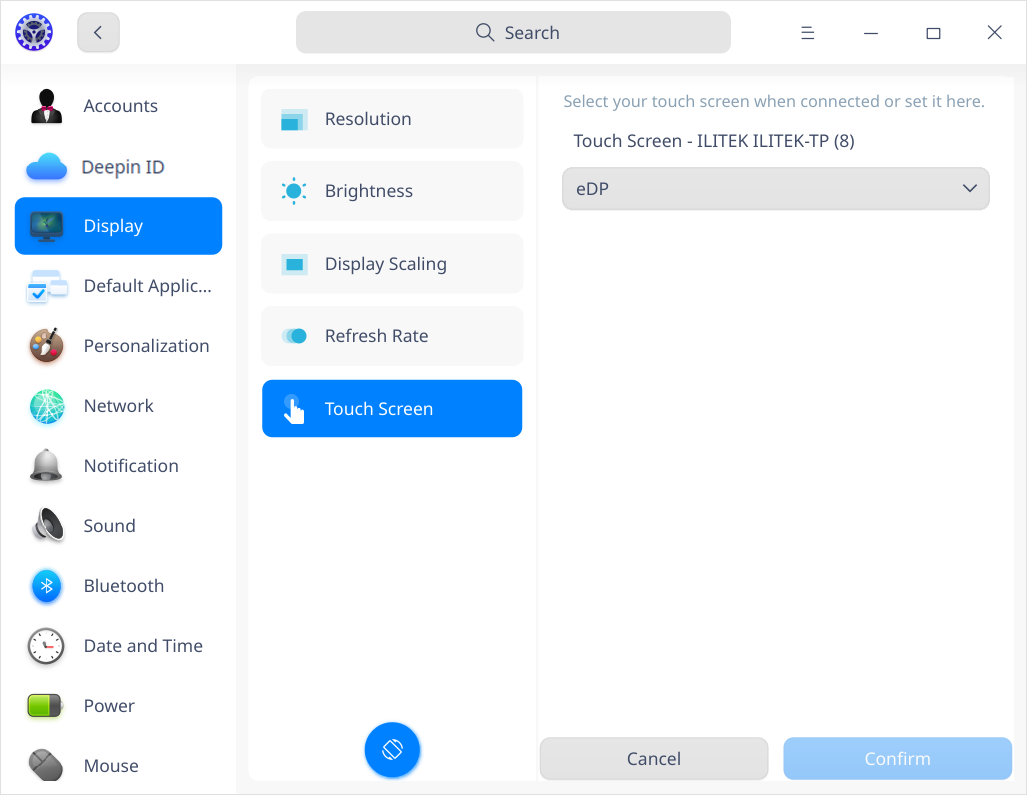 Search
Accounts
Deepin ID
Display
Default Applic...
Personalization
Network
Notification
Sound
Bluetooth
Date and Time
Power
Mouse
Resolution
Brightness
Display Scaling
Refresh Rate
Touch Screen
Select your touch screen when connected or set it here.
Touch Screen - ILITEK ILITEK-TP (8)
eDP
Cancel
Confirm